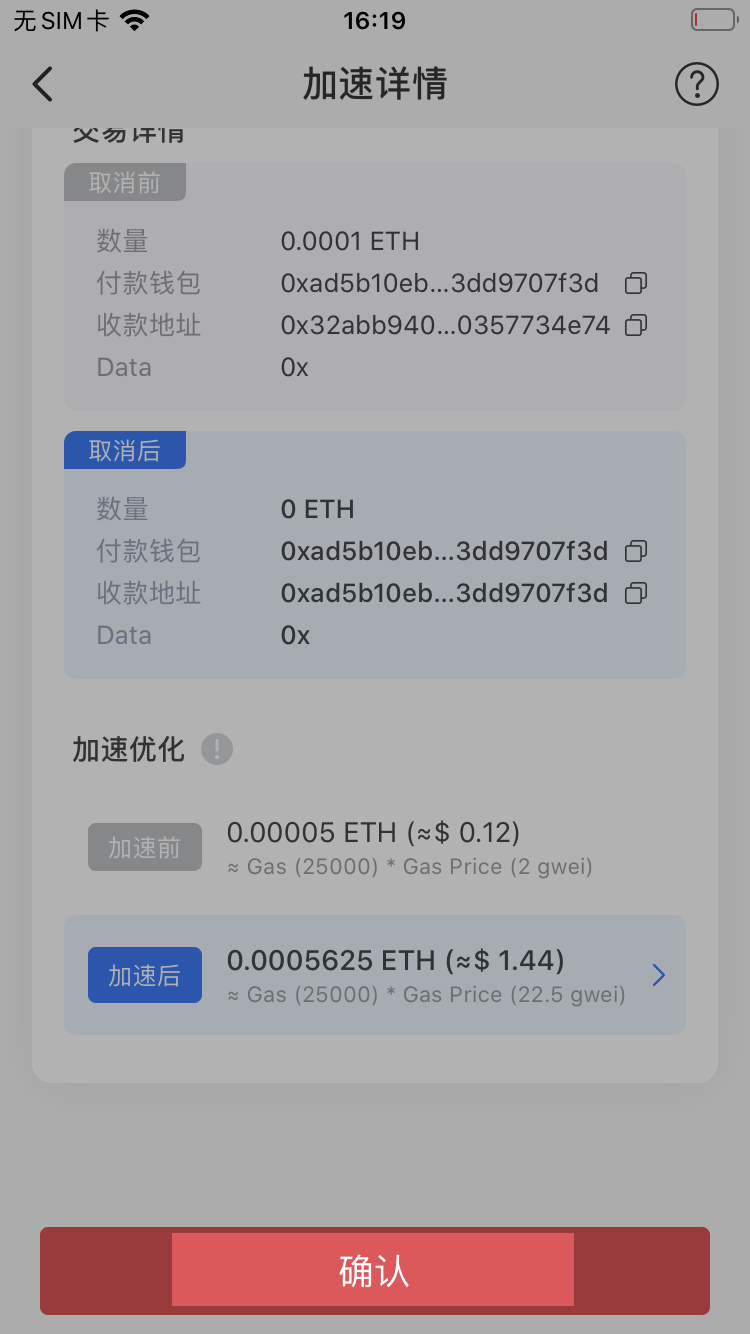 无SIM卡 16:19
加速详情
交易详情
取消前
数量 0.0001 ETH
付款钱包 0xad5b10eb...3dd9707f3d
收款地址 0x32abb940...0357734e74
Data 0x
取消后
数量 0 ETH
付款钱包 0xad5b10eb...3dd9707f3d
收款地址 0xad5b10eb...3dd9707f3d
Data 0x
加速优化
加速前 0.00005 ETH (≈$ 0.12)
≈ Gas (25000) * Gas Price (2 gwei)
加速后 0.0005625 ETH (≈$ 1.44)
≈ Gas (25000) * Gas Price (22.5 gwei)
确认